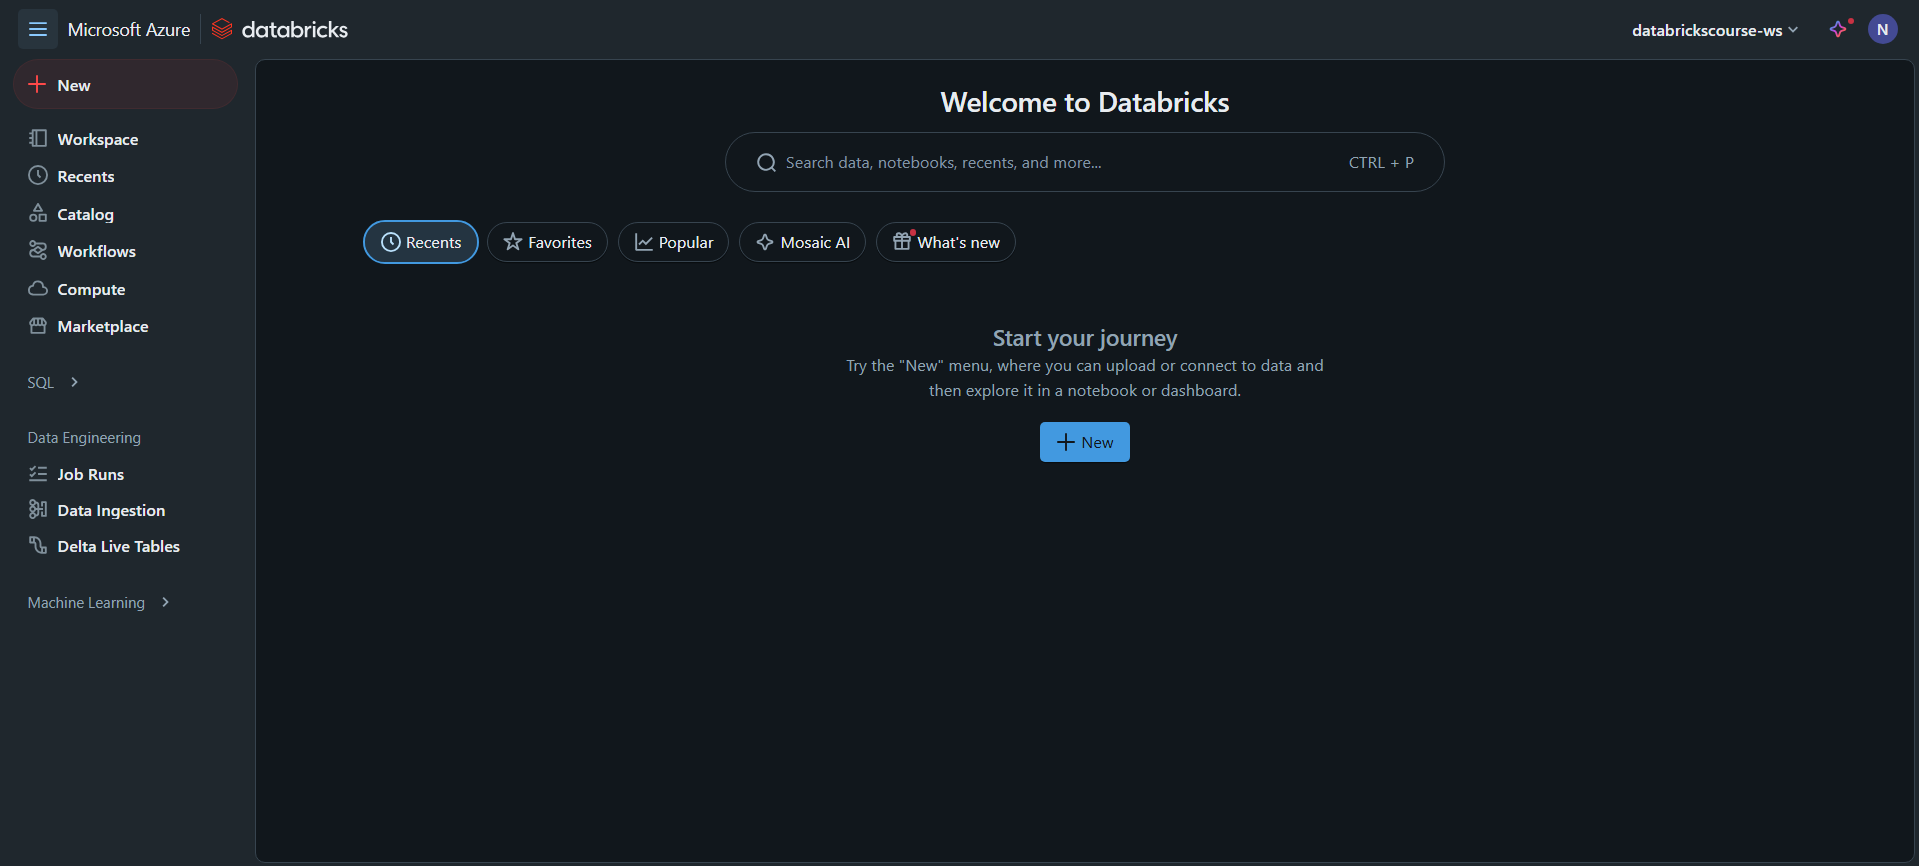 Microsoft Azure databricks databrickscourse-ws N
New
Workspace
Recents
Catalog
Workflows
Compute
Marketplace
SQL
Data Engineering
Job Runs
Data Ingestion
Delta Live Tables
Machine Learning
Welcome to Databricks
Search data, notebooks, recents, and more... CTRL + P
Recents Favorites Popular Mosaic AI What's new
Start your journey
Try the "New" menu, where you can upload or connect to data and
then explore it in a notebook or dashboard.
New